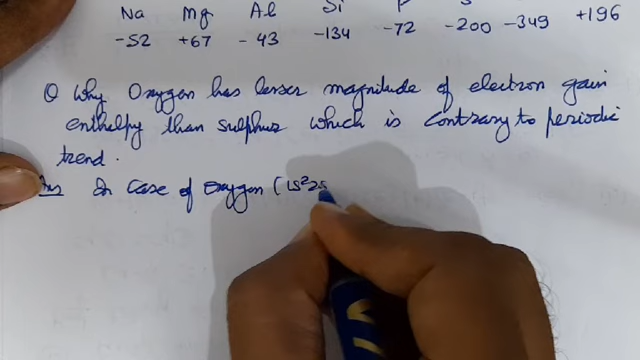 Na Mg Al Si P S -349 +196
-52 +67 -43 -134 -72 -200
Q Why Oxygen has lesser magnitude of electron gain
enthalpy than sulphur which is contrary to periodic
trend.
Ans In case of Oxygen (1s²2s